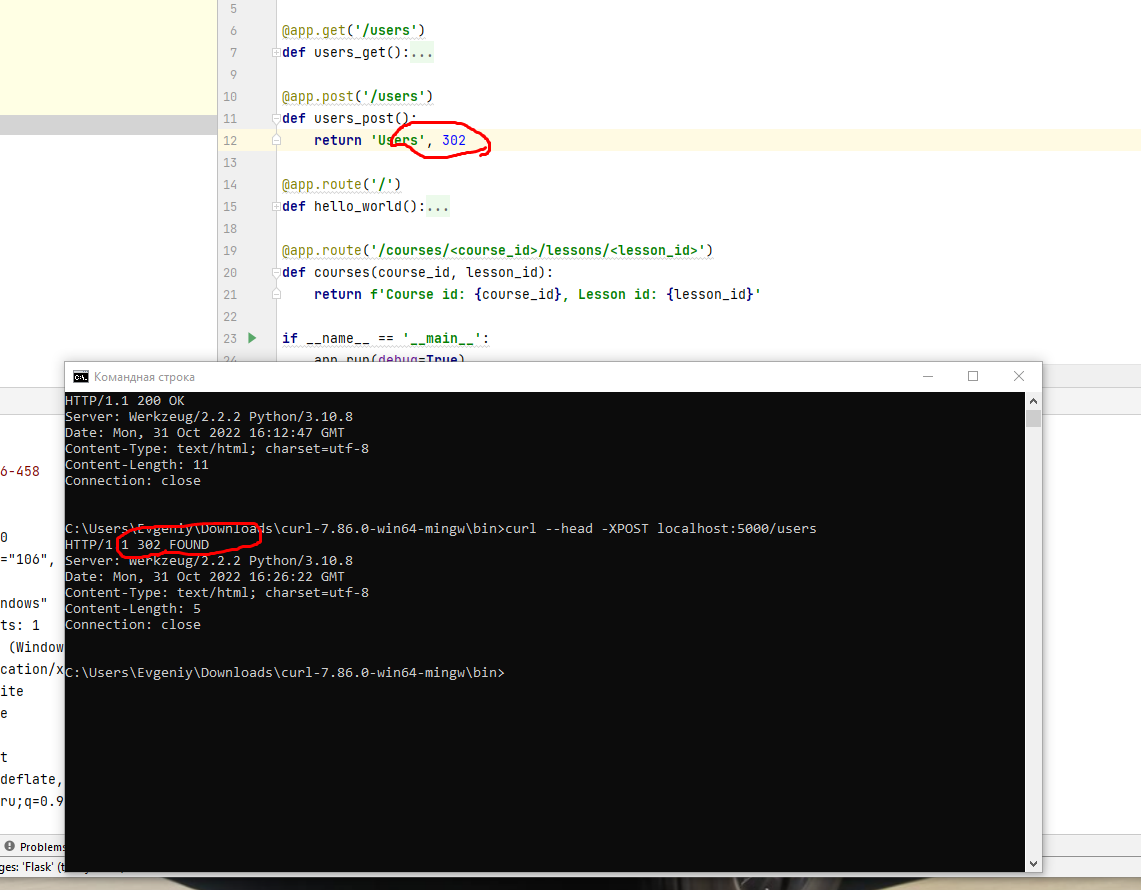 5
6 @app.get('/users')
7 def users_get():...
9
10 @app.post('/users')
11 def users_post():
12 return 'Users', 302
13
14 @app.route('/')
15 def hello_world():...
18
19 @app.route('/courses/<course_id>/lessons/<lesson_id>')
20 def courses(course_id, lesson_id):
21 return f'Course id: {course_id}, Lesson id: {lesson_id}'
22
23 if __name__ == '__main__':
24 app.run(debug=True)
Командная строка
HTTP/1.1 200 OK
Server: Werkzeug/2.2.2 Python/3.10.8
Date: Mon, 31 Oct 2022 16:12:47 GMT
Content-Type: text/html; charset=utf-8
Content-Length: 11
Connection: close
C:\Users\Evgeniy\Downloads\curl-7.86.0-win64-mingw\bin>curl --head -XPOST localhost:5000/users
HTTP/1.1 302 FOUND
Server: Werkzeug/2.2.2 Python/3.10.8
Date: Mon, 31 Oct 2022 16:26:22 GMT
Content-Type: text/html; charset=utf-8
Content-Length: 5
Connection: close
C:\Users\Evgeniy\Downloads\curl-7.86.0-win64-mingw\bin>
6-458
0
="106",
ndows"
ts: 1
(Window
cation/x
ite
e
t
deflate,
ru;q=0.9
Problems
ges: 'Flask' (t